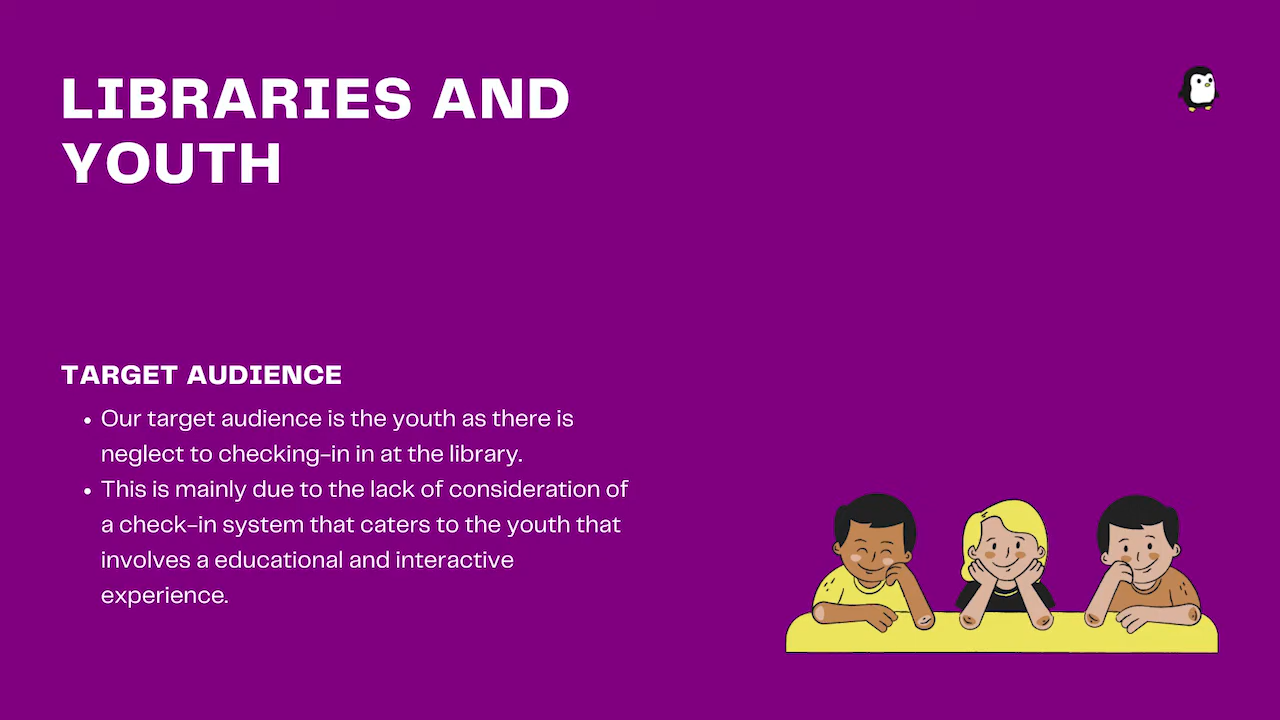 LIBRARIES AND
YOUTH
TARGET AUDIENCE
• Our target audience is the youth as there is
neglect to checking-in in at the library.
• This is mainly due to the lack of consideration of
a check-in system that caters to the youth that
involves a educational and interactive
experience.